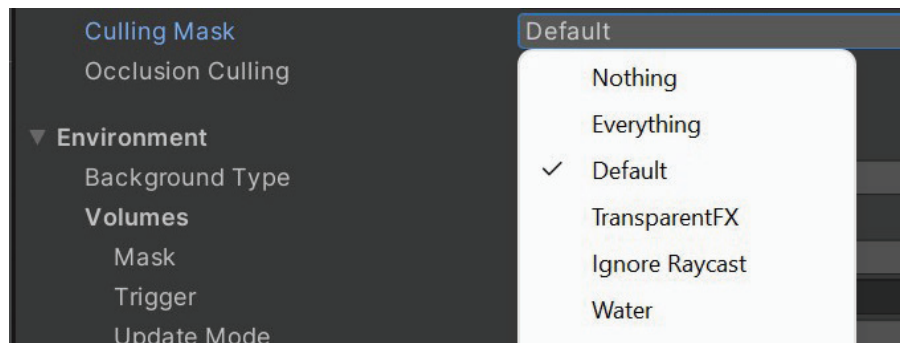 Culling Mask Default
Occlusion Culling
Nothing
Everything
Environment
Default
Background Type
TransparentFX
Volumes
Mask
Ignore Raycast
Trigger
Water
Update Mode